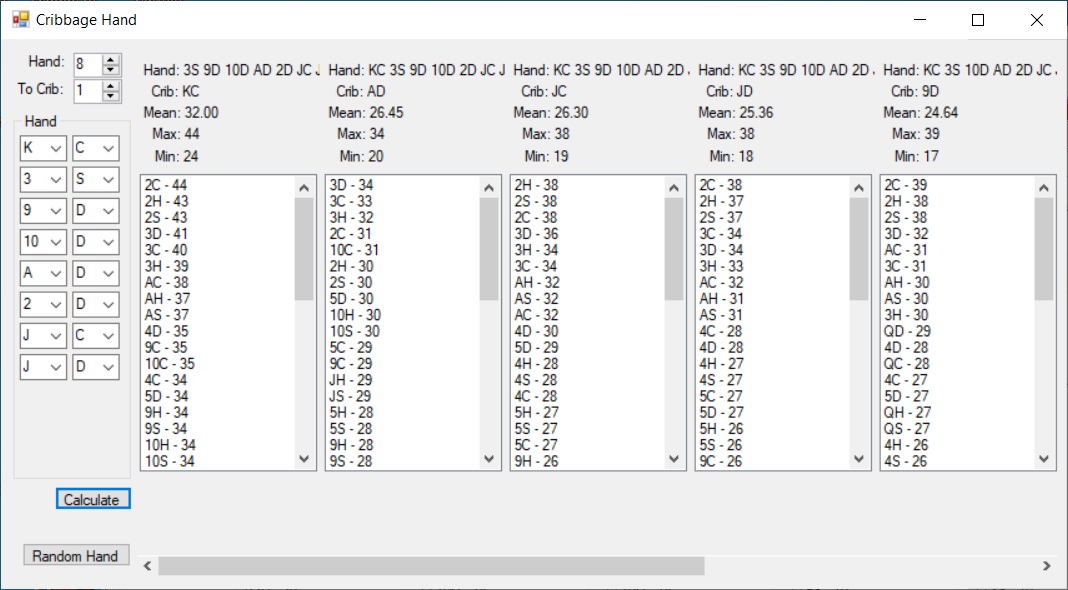 Cribbage Hand
Hand: 8
To Crib: 1
Hand
K C
3 S
9 D
10 D
A D
2 D
J C
J D
Calculate
Random Hand
Hand: 3S 9D 10D AD 2D JC J
Crib: KC
Mean: 32.00
Max: 44
Min: 24
2C - 44
2H - 43
2S - 43
3D - 41
3C - 40
3H - 39
AC - 38
AH - 37
AS - 37
4D - 35
9C - 35
10C - 35
4C - 34
5D - 34
9H - 34
9S - 34
10H - 34
10S - 34
Hand: KC 3S 9D 10D 2D JC J
Crib: AD
Mean: 26.45
Max: 34
Min: 20
3D - 34
3C - 33
3H - 32
2C - 31
10C - 31
2H - 30
2S - 30
5D - 30
10H - 30
10S - 30
5C - 29
9C - 29
JH - 29
JS - 29
5H - 28
5S - 28
9H - 28
9S - 28
Hand: KC 3S 9D 10D AD 2D
Crib: JC
Mean: 26.30
Max: 38
Min: 19
2H - 38
2S - 38
2C - 38
3D - 36
3H - 34
3C - 34
AH - 32
AS - 32
AC - 32
4D - 30
5D - 29
4H - 28
4S - 28
4C - 28
5H - 27
5S - 27
5C - 27
9H - 26
Hand: KC 3S 9D 10D AD 2D
Crib: JD
Mean: 25.36
Max: 38
Min: 18
2C - 38
2H - 37
2S - 37
3C - 34
3D - 34
3H - 33
AC - 32
AH - 31
AS - 31
4C - 28
4D - 28
4H - 27
4S - 27
5C - 27
5D - 27
5H - 26
5S - 26
9C - 26
Hand: KC 3S 10D AD 2D JC
Crib: 9D
Mean: 24.64
Max: 39
Min: 17
2C - 39
2H - 38
2S - 38
3D - 32
AC - 31
3C - 31
AH - 30
AS - 30
3H - 30
QD - 29
4D - 28
QC - 28
4C - 27
5D - 27
QH - 27
QS - 27
4H - 26
4S - 26